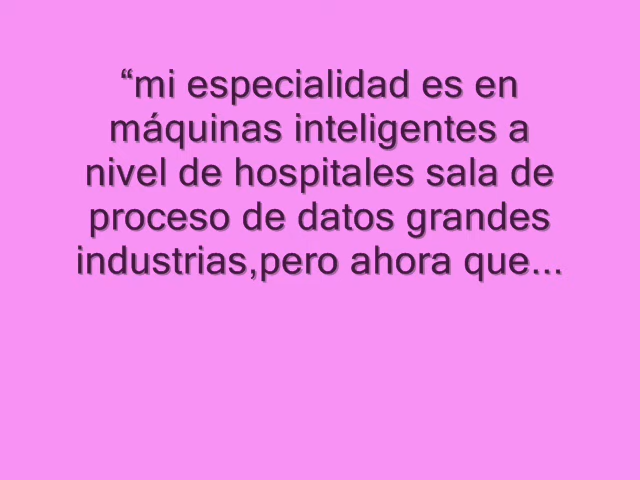 “mi especialidad es en
máquinas inteligentes a
nivel de hospitales sala de
proceso de datos grandes
industrias,pero ahora que...